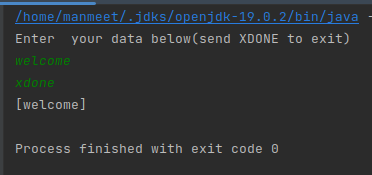 /home/manmeet/.jdks/openjdk-19.0.2/bin/java -
Enter  your data below(send XDONE to exit)
welcome
xdone
[welcome]
Process finished with exit code 0